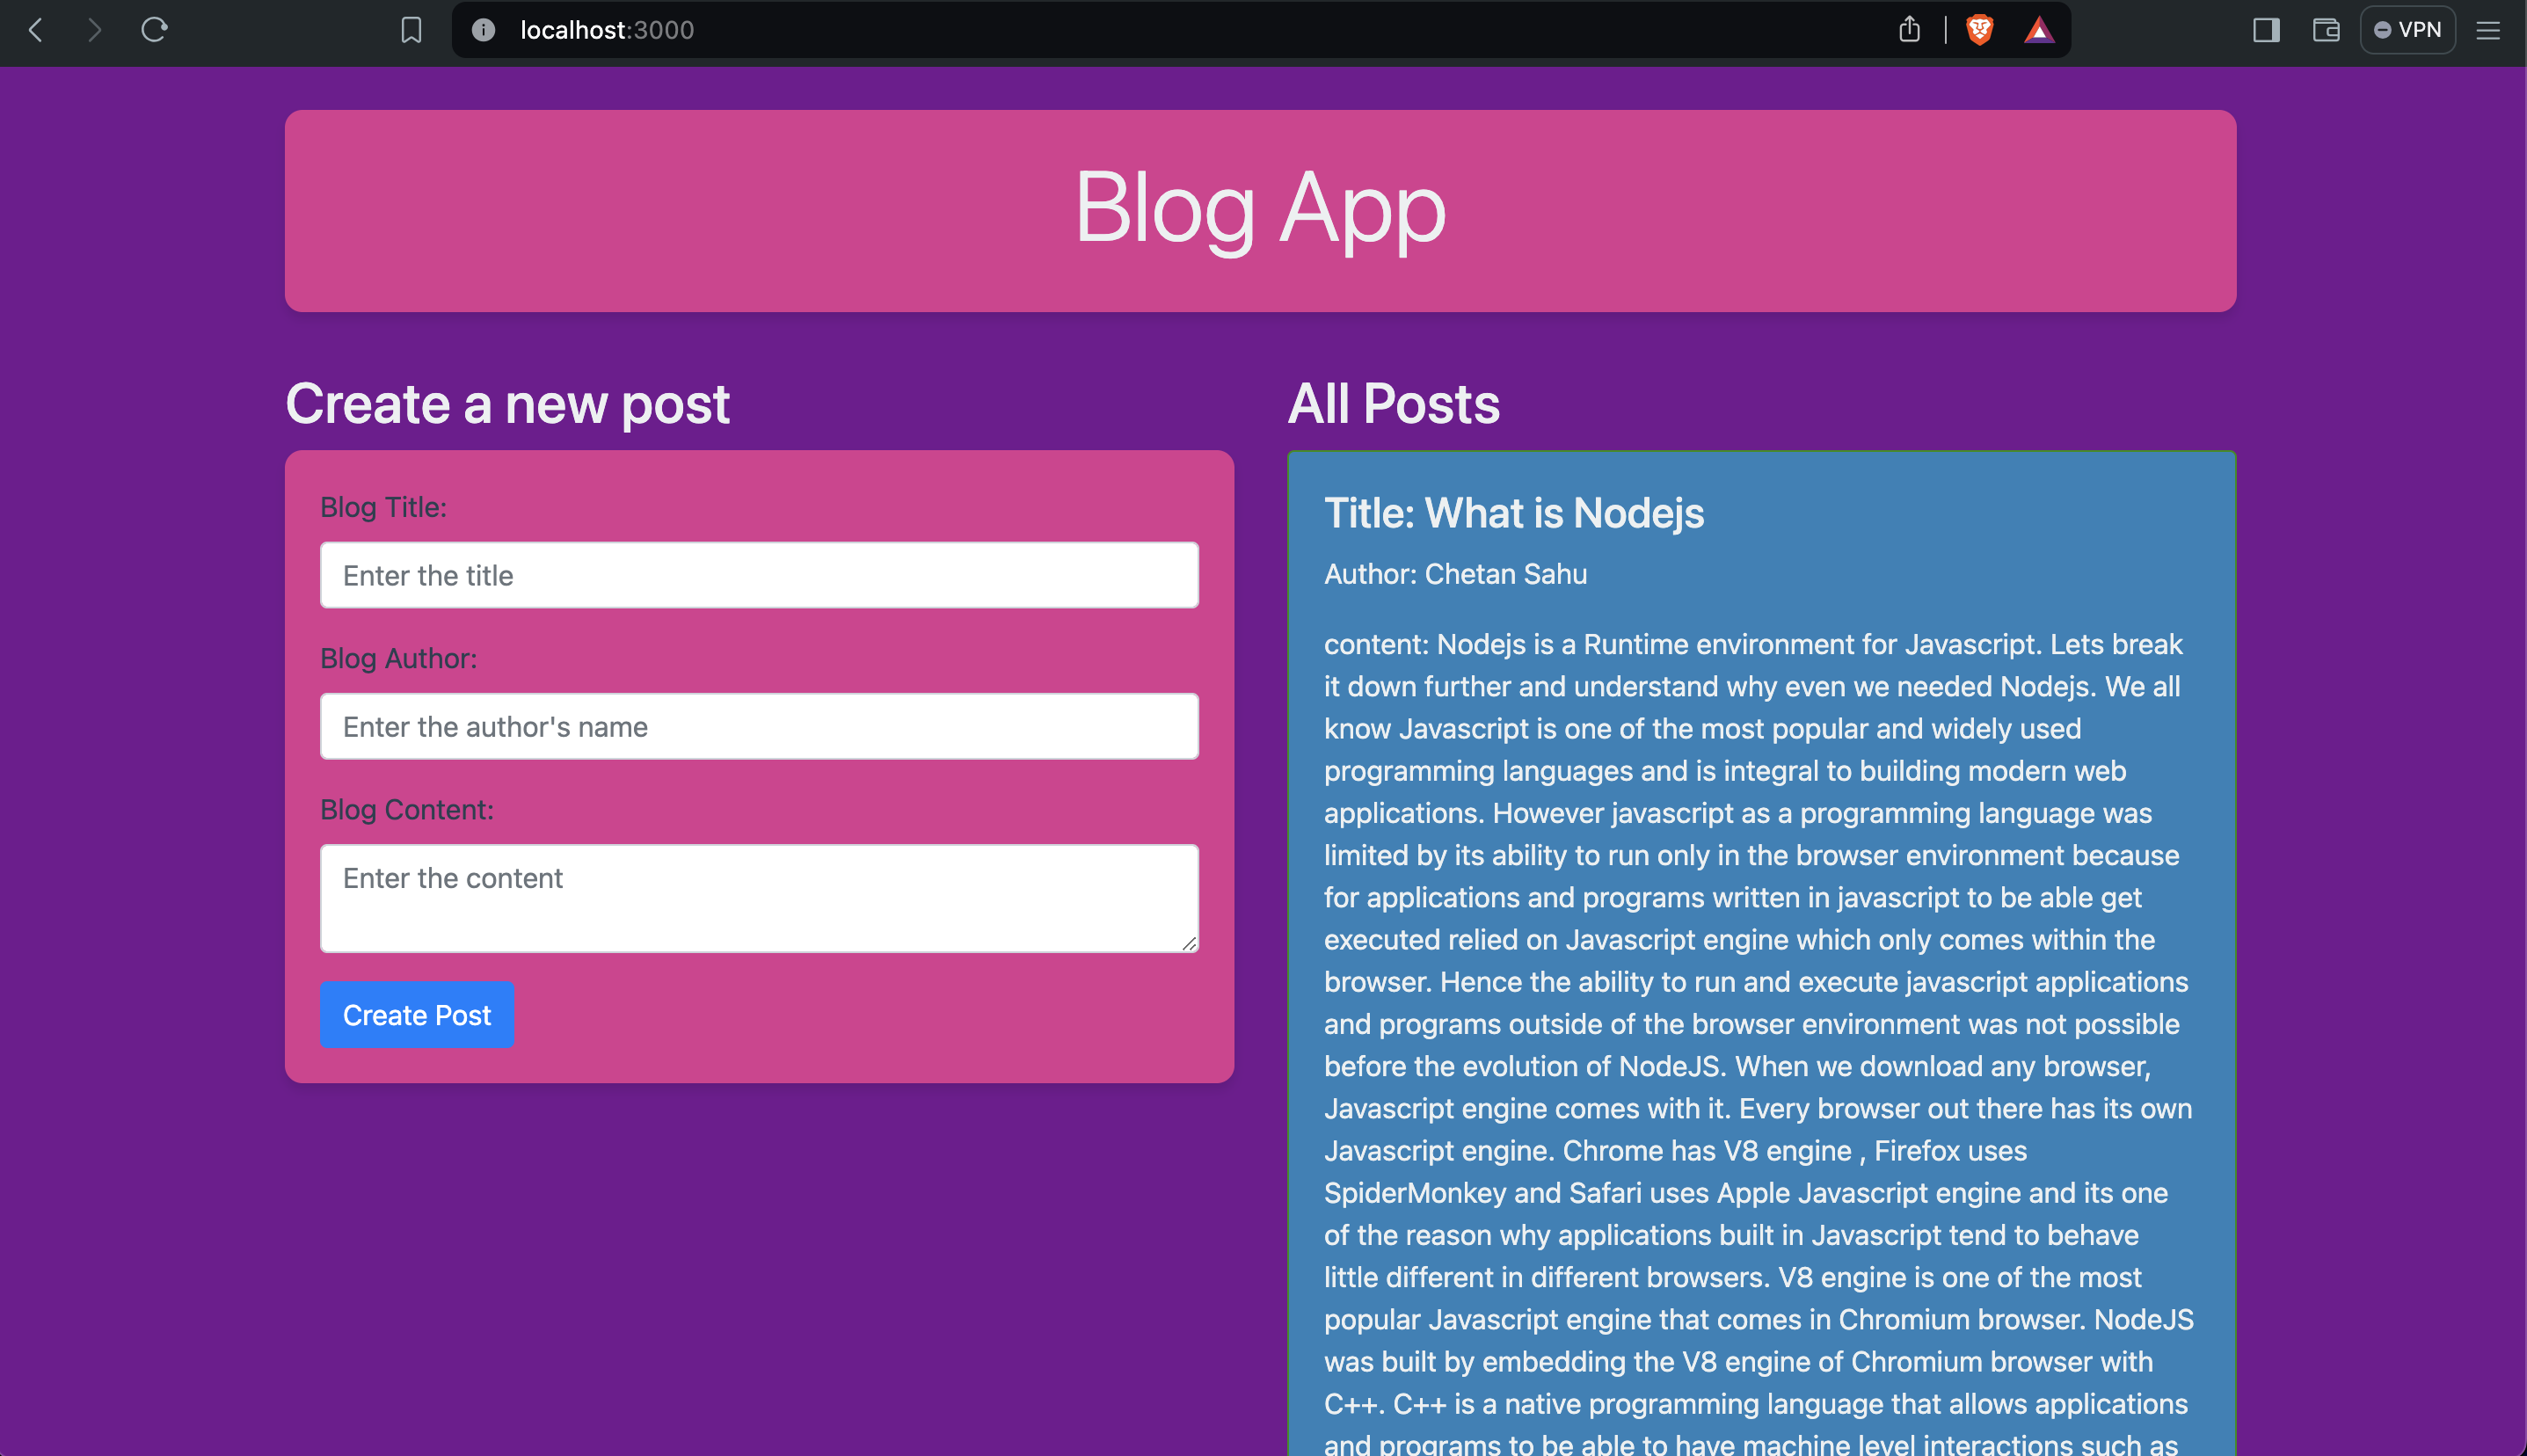 localhost:3000
VPN
Blog App
Create a new post
Blog Title:
Enter the title
Blog Author:
Enter the author's name
Blog Content:
Enter the content
Create Post
All Posts
Title: What is Nodejs
Author: Chetan Sahu
content: Nodejs is a Runtime environment for Javascript. Lets break
it down further and understand why even we needed Nodejs. We all
know Javascript is one of the most popular and widely used
programming languages and is integral to building modern web
applications. However javascript as a programming language was
limited by its ability to run only in the browser environment because
for applications and programs written in javascript to be able get
executed relied on Javascript engine which only comes within the
browser. Hence the ability to run and execute javascript applications
and programs outside of the browser environment was not possible
before the evolution of NodeJS. When we download any browser,
Javascript engine comes with it. Every browser out there has its own
Javascript engine. Chrome has V8 engine , Firefox uses
SpiderMonkey and Safari uses Apple Javascript engine and its one
of the reason why applications built in Javascript tend to behave
little different in different browsers. V8 engine is one of the most
popular Javascript engine that comes in Chromium browser. NodeJS
was built by embedding the V8 engine of Chromium browser with
C++. C++ is a native programming language that allows applications
and programs to be able to have machine level interactions such as